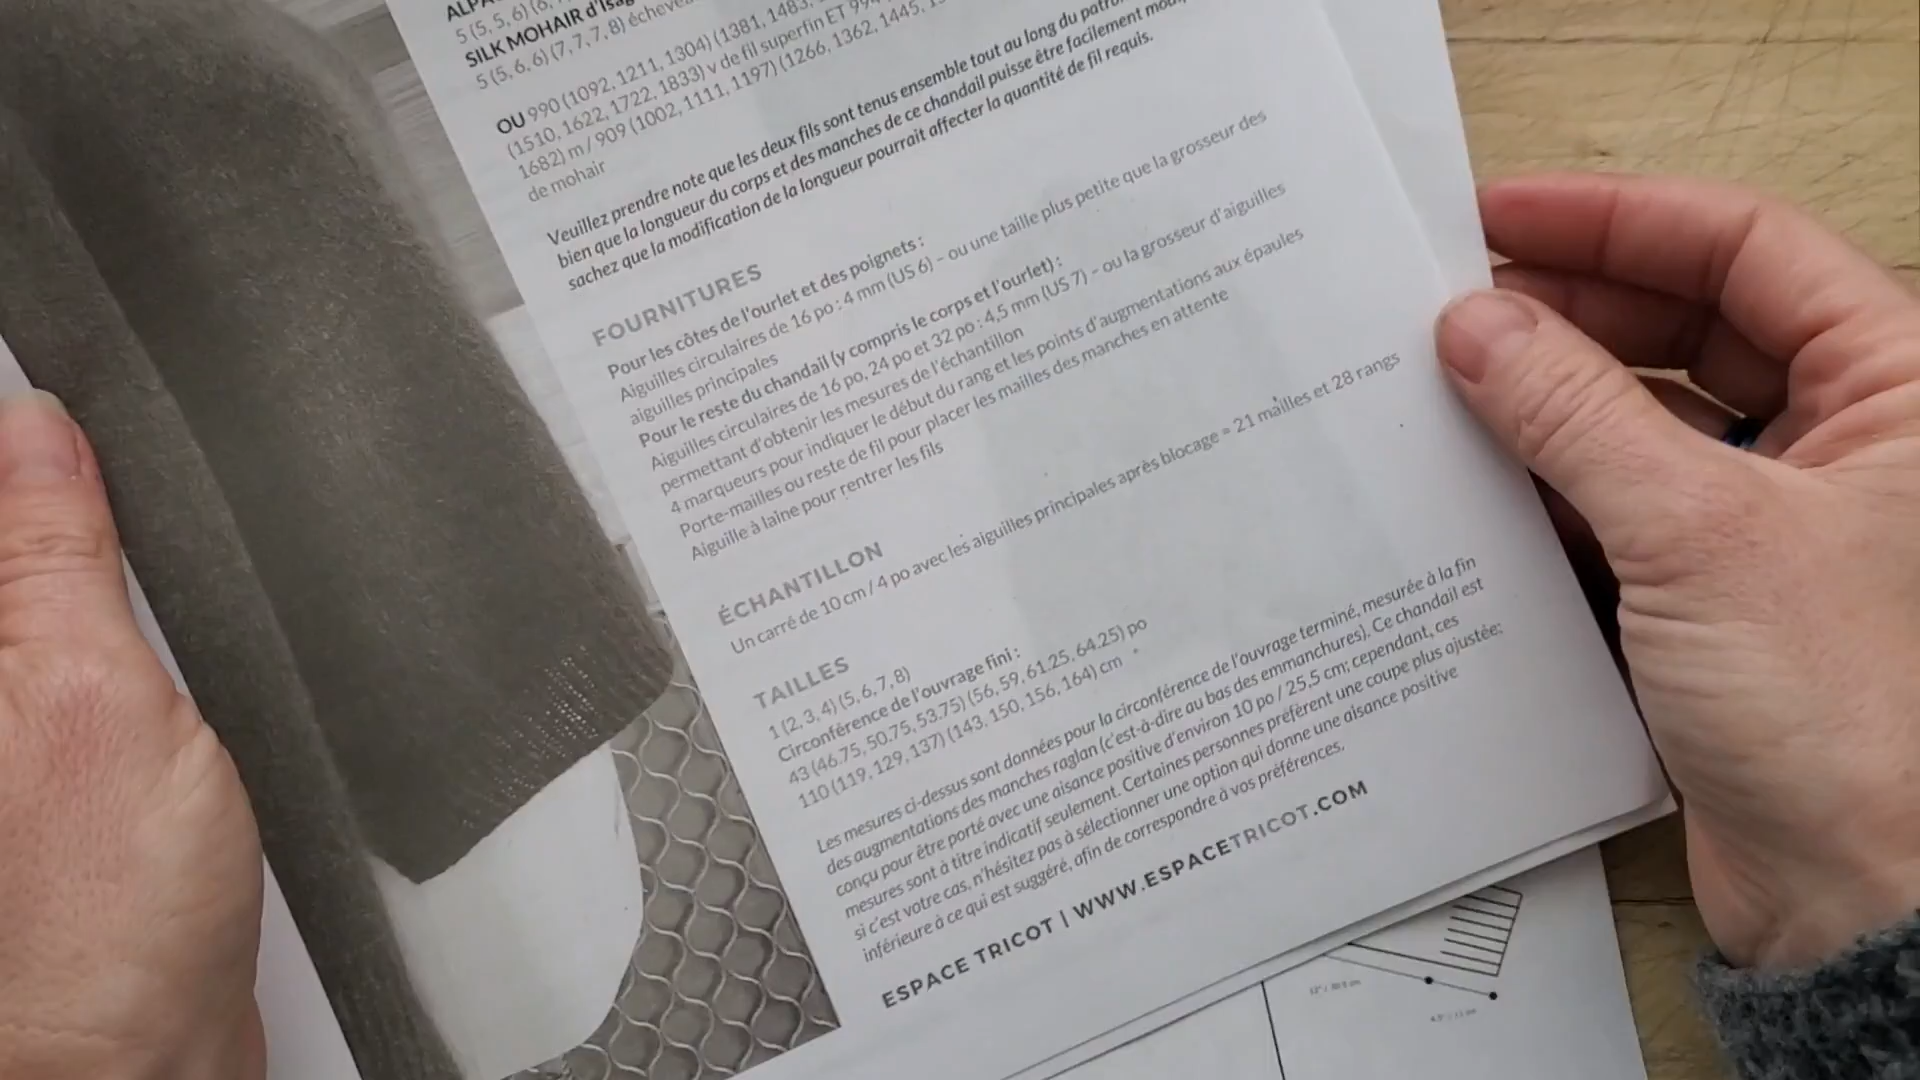 5 (5, 5, 6) (6,
SILK MOHAIR d'Isag
5 (5, 6, 6) (7, 7, 7, 8) écheve
OU 990 (1092, 1211, 1304) (1381, 1483,
(1510, 1622, 1722, 1833) v de fil superfin ET 994
1682) m / 909 (1002, 1111, 1197) (1266, 1362, 1445,
de mohair
Veuillez prendre note que les deux fils sont tenus ensemble tout au long du patro
bien que la longueur du corps et des manches de ce chandail puisse être facilement
sachez que la modification de la longueur pourrait affecter la quantité de fil requis.
FOURNITURES
Pour les côtes de l'ourlet et des poignets :
Aiguilles circulaires de 16 po : 4 mm (US 6) – ou une taille plus petite que la grosseur des
aiguilles principales
Pour le reste du chandail (y compris le corps et l'ourlet) :
Aiguilles circulaires de 16 po, 24 po et 32 po : 4,5 mm (US 7) – ou la grosseur d'aiguilles
permettant d'obtenir les mesures de l'échantillon
4 marqueurs pour indiquer le début du rang et les points d'augmentations aux épaules
Porte-mailles ou reste de fil pour placer les mailles des manches en attente
Aiguille à laine pour rentrer les fils
ÉCHANTILLON
Un carré de 10 cm / 4 po avec les aiguilles principales après blocage = 21 mailles et 28 rangs
TAILLES
1 (2, 3, 4) (5, 6, 7, 8)
Circonférence de l'ouvrage fini :
43 (46.75, 50.75, 53.75) (56, 59, 61.25, 64.25) po
110 (119, 129, 137) (143, 150, 156, 164) cm
Les mesures ci-dessus sont données pour la circonférence de l'ouvrage terminé, mesurée à la fin
des augmentations des manches raglan (c'est-à-dire au bas des emmanchures). Ce chandail est
conçu pour être porté avec une aisance positive d'environ 10 po / 25,5 cm; cependant, ces
mesures sont à titre indicatif seulement. Certaines personnes préfèrent une coupe plus ajustée;
si c'est votre cas, n'hésitez pas à sélectionner une option qui donne une aisance positive
inférieure à ce qui est suggéré, afin de correspondre à vos préférences.
ESPACE TRICOT | WWW.ESPACETRICOT.COM